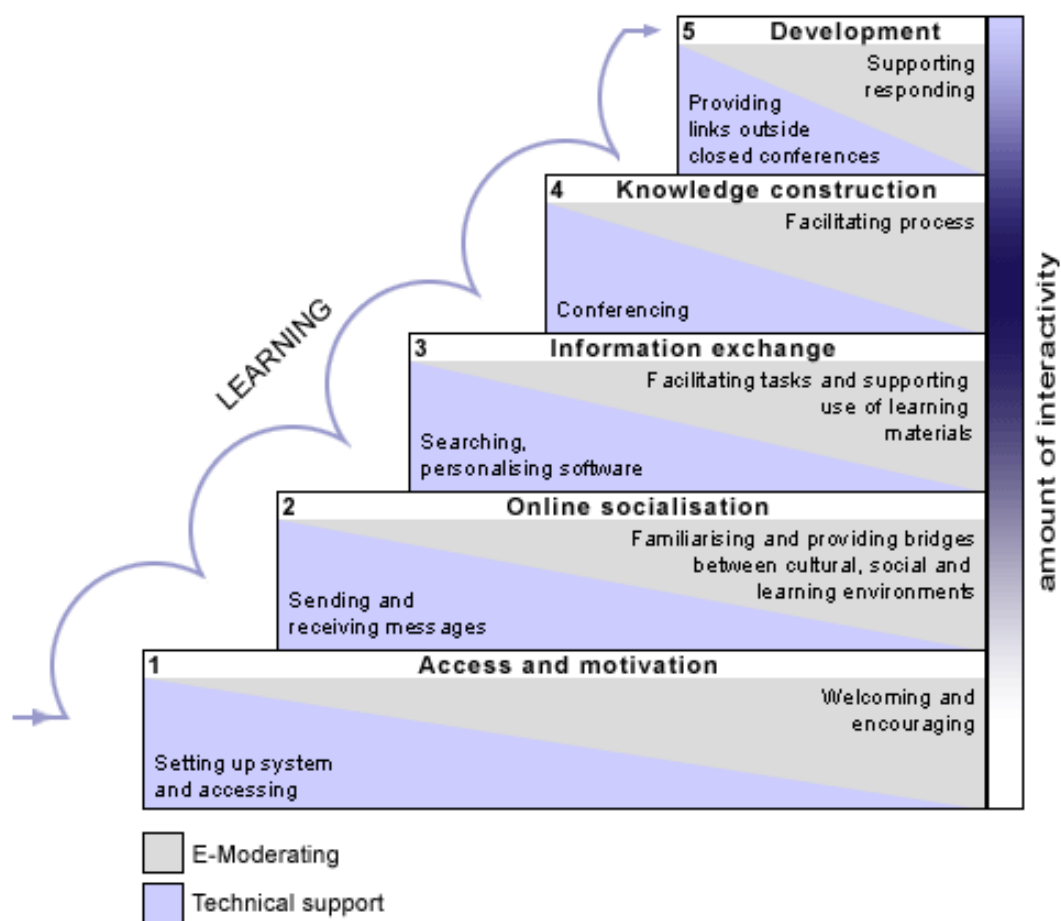 5 Development
Supporting
responding
Providing
links outside
closed conferences
4 Knowledge construction
Facilitating process
Conferencing
3 Information exchange
Facilitating tasks and supporting
use of learning
materials
Searching,
personalising software
2 Online socialisation
Familiarising and providing bridges
between cultural, social and
learning environments
Sending and
receiving messages
1 Access and motivation
Welcoming and
encouraging
Setting up system
and accessing
LEARNING
amount of interactivity
E-Moderating
Technical support